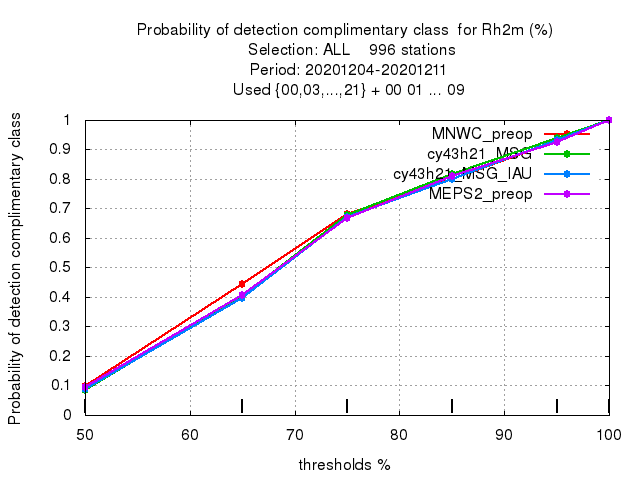 Probability of detection complimentary class  for Rh2m (%)
Selection: ALL    996 stations
Period: 20201204-20201211
Used {00,03,...,21} + 00 01 ... 09
Probability of detection complimentary class
1
0.9
0.8
0.7
0.6
0.5
0.4
0.3
0.2
0.1
0
MNWC_preop
cy43h21_MSG
cy43h21_MSG_IAU
MEPS2_preop
50
60
70
80
90
100
thresholds %